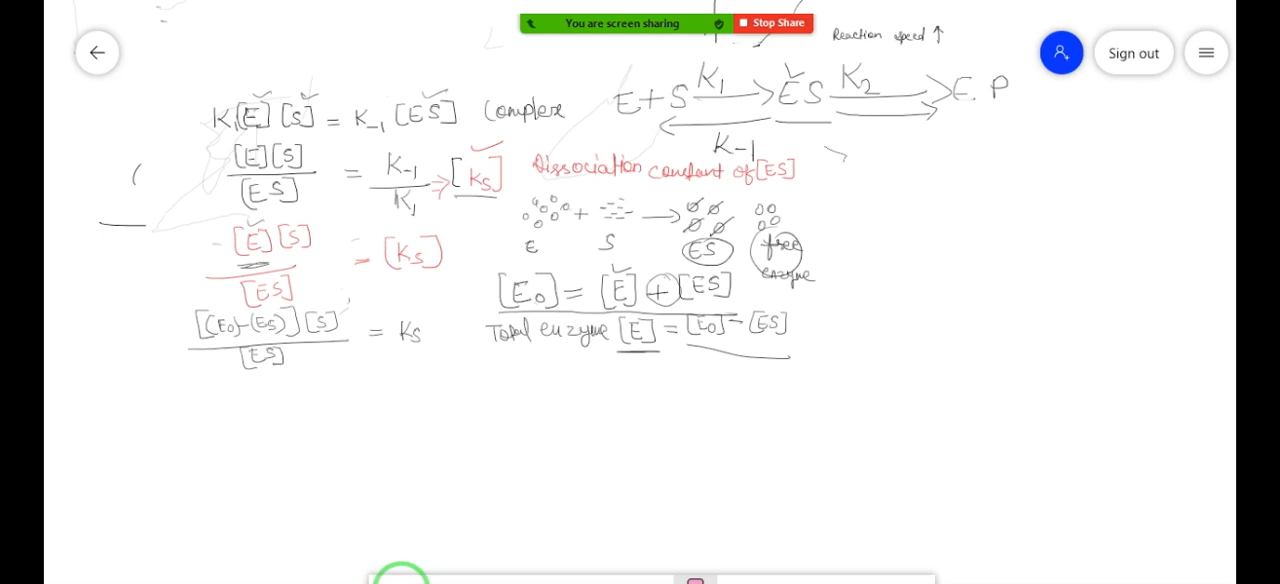 You are screen sharing
Stop Share
Reaction speed ↑
Sign out
E+S K1 ES K2 E. P
K-1
K1[E] [S] = K-1 [ES] Complex
[E][S] / [ES] = K-1 / K1 ⇒ [Ks] Dissociation constant of [ES]
+ →
E S ES free enzyme
[E][S] / [ES] = [Ks]
[E0] = [E] + [ES]
[(E0)-(ES)][S] / [ES] = Ks
Total enzyme [E] = [E0] - [ES]